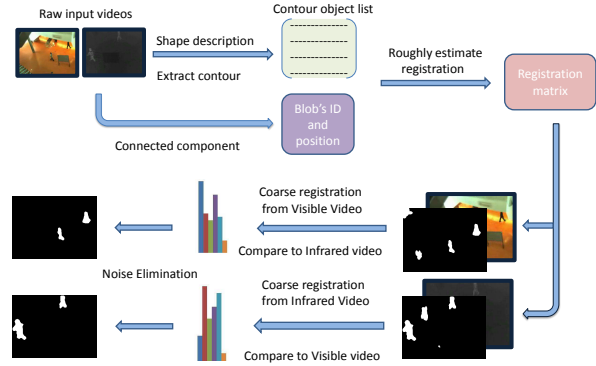 Raw input videos
Contour object list
Shape description
Extract contour
Roughly estimate
registration
Registration
matrix
Blob's ID
and
position
Connected component
Coarse registration
from Visible Video
Compare to Infrared video
Noise Elimination
Coarse registration
from Infrared Video
Compare to Visible video